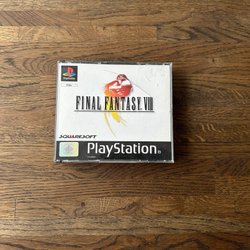 FINAL FANTASY VIII
SQUARESOFT
PlayStation®